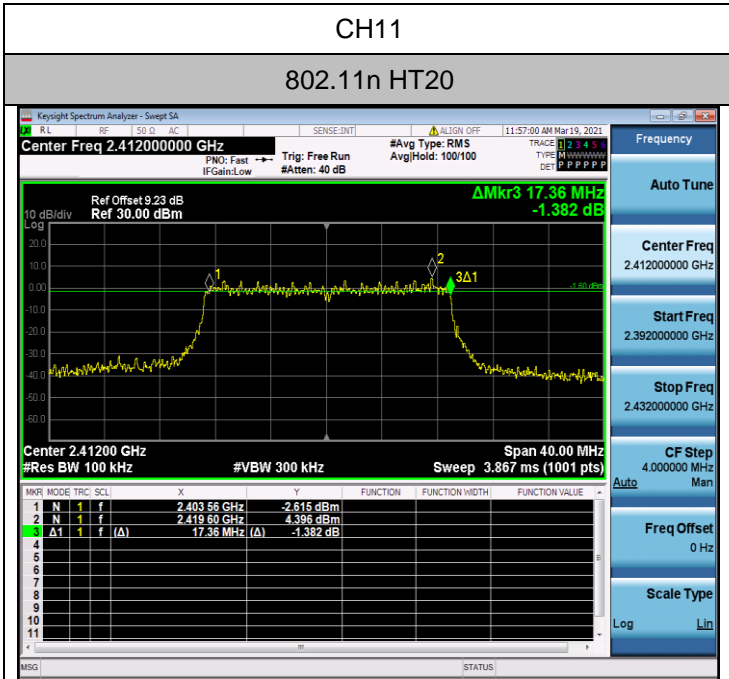 CH11
802.11n HT20
Keysight Spectrum Analyzer - Swept SA
RL RF 50 Ω AC SENSE:INT ALIGN OFF 11:57:00 AM Mar 19, 2021
Center Freq 2.412000000 GHz
PNO: Fast
IFGain:Low
Trig: Free Run
#Atten: 40 dB
#Avg Type: RMS
Avg|Hold: 100/100
TRACE 1 2 3 4 5 6
TYPE M W W W W W
DET P P P P P P
Frequency
Auto Tune
Center Freq
2.412000000 GHz
Start Freq
2.392000000 GHz
Stop Freq
2.432000000 GHz
CF Step
4.000000 MHz
Auto Man
Freq Offset
0 Hz
Scale Type
Log Lin
Ref Offset 9.23 dB
10 dB/div Ref 30.00 dBm
Log
ΔMkr3 17.36 MHz
-1.382 dB
20.0
10.0
0.00
-10.0
-20.0
-30.0
-40.0
-50.0
-60.0
1
2
3Δ1
-1.60 dBm
Center 2.41200 GHz Span 40.00 MHz
#Res BW 100 kHz #VBW 300 kHz Sweep 3.867 ms (1001 pts)
MKR MODE TRC SCL X Y FUNCTION FUNCTION WIDTH FUNCTION VALUE
1 N 1 f 2.403 56 GHz -2.615 dBm
2 N 1 f 2.419 60 GHz 4.396 dBm
3 Δ1 1 f (Δ) 17.36 MHz (Δ) -1.382 dB
4
5
6
7
8
9
10
11
MSG STATUS